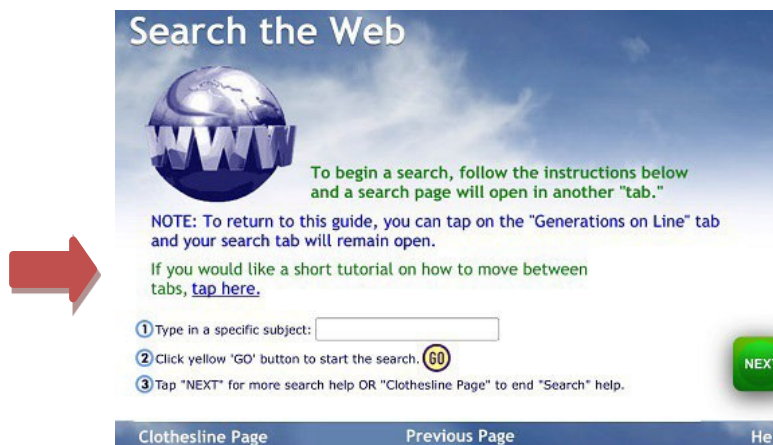 Search the Web
WWW
To begin a search, follow the instructions below
and a search page will open in another "tab."
NOTE: To return to this guide, you can tap on the "Generations on Line" tab
and your search tab will remain open.
If you would like a short tutorial on how to move between
tabs, tap here.
1 Type in a specific subject:
2 Click yellow 'GO' button to start the search. GO
3 Tap "NEXT" for more search help OR "Clothesline Page" to end "Search" help.
NEXT
Clothesline Page Previous Page He